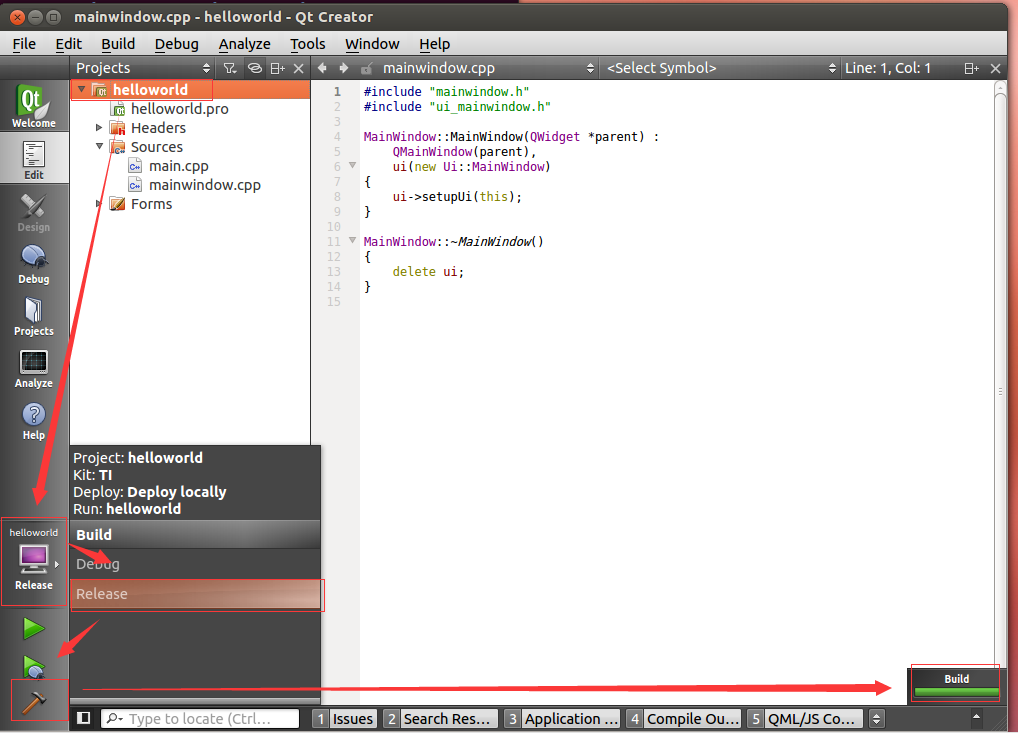 mainwindow.cpp - helloworld - Qt Creator
File Edit Build Debug Analyze Tools Window Help
Projects
mainwindow.cpp
<Select Symbol>
Line: 1, Col: 1
Qt
Welcome
Edit
Design
Debug
Projects
Analyze
Help
helloworld
helloworld.pro
Headers
Sources
main.cpp
mainwindow.cpp
Forms
1 #include "mainwindow.h"
2 #include "ui_mainwindow.h"
3
4 MainWindow::MainWindow(QWidget *parent) :
5     QMainWindow(parent),
6     ui(new Ui::MainWindow)
7 {
8     ui->setupUi(this);
9 }
10
11 MainWindow::~MainWindow()
12 {
13     delete ui;
14 }
15
Project: helloworld
Kit: TI
Deploy: Deploy locally
Run: helloworld
Build
Debug
Release
helloworld
Release
Build
Type to locate (Ctrl...
1 Issues
2 Search Res...
3 Application ...
4 Compile Ou...
5 QML/JS Co...